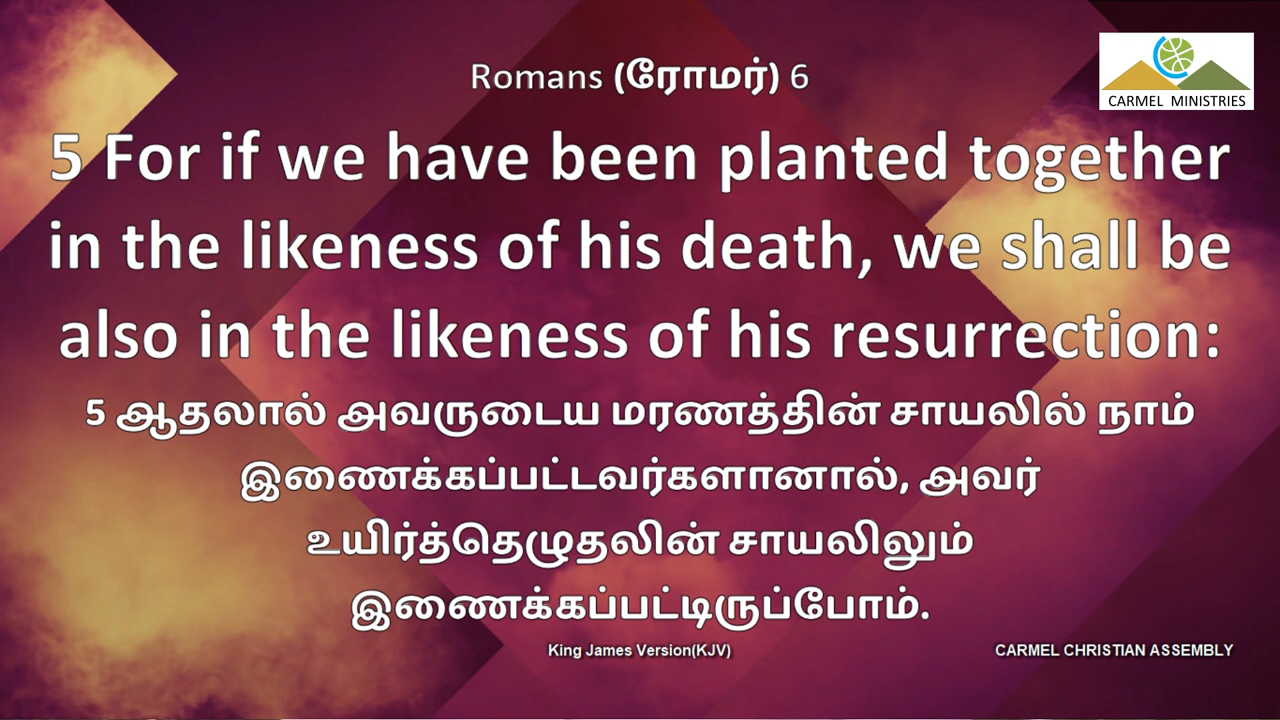 Romans (ரோமர்) 6
CARMEL MINISTRIES
5 For if we have been planted together
in the likeness of his death, we shall be
also in the likeness of his resurrection:
5 ஆதலால் அவருடைய மரணத்தின் சாயலில் நாம்
இணைக்கப்பட்டவர்களானால், அவர்
உயிர்த்தெழுதலின் சாயலிலும்
இணைக்கப்பட்டிருப்போம்.
King James Version(KJV)
CARMEL CHRISTIAN ASSEMBLY